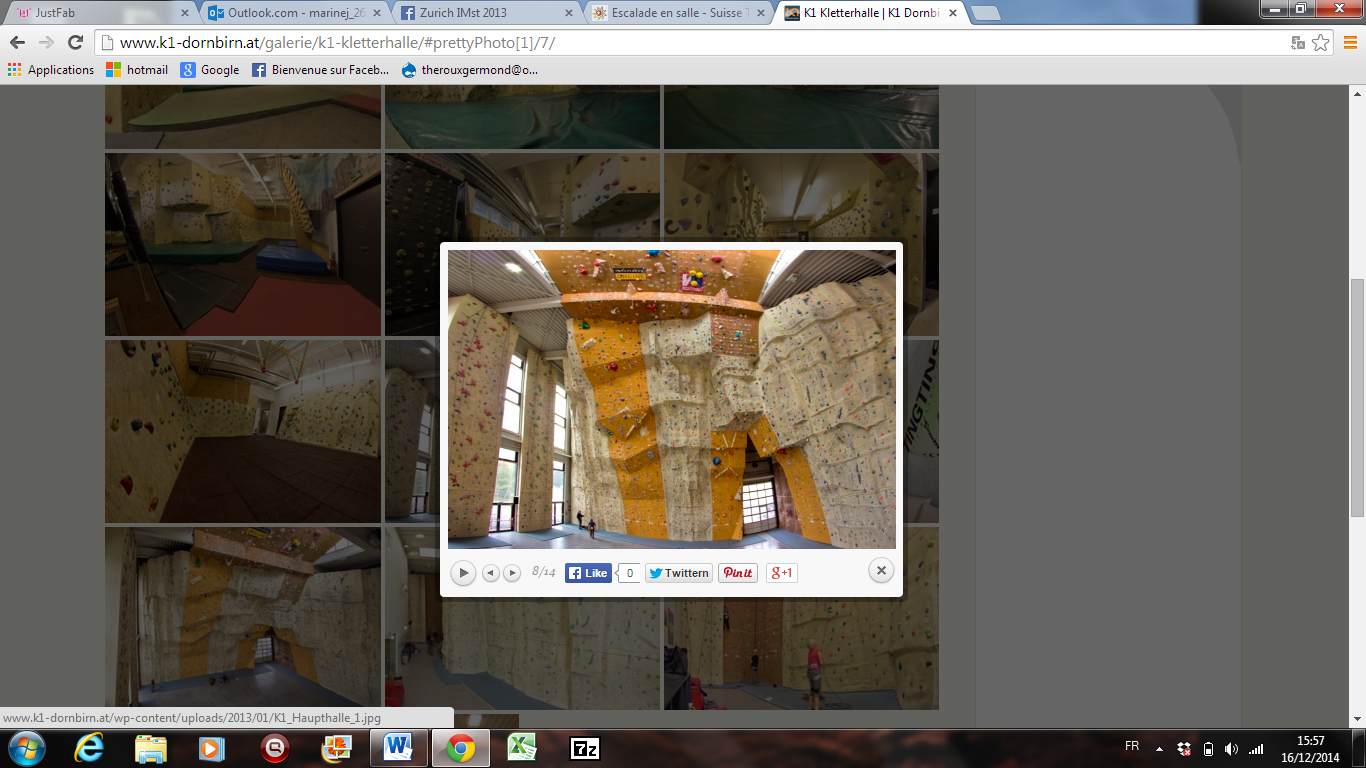 JustFab
Outlook.com - marinej_26
Zurich IMst 2013
Escalade en salle - Suisse T
K1 Kletterhalle | K1 Dornbi
www.k1-dornbirn.at/galerie/k1-kletterhalle/#prettyPhoto[1]/7/
Applications
hotmail
Google
Bienvenue sur Faceb...
therouxgermond@o...
8/14
Like
0
Twittern
Pin it
g+1
www.k1-dornbirn.at/wp-content/uploads/2013/01/K1_Haupthalle_1.jpg
7z
FR
15:57
16/12/2014